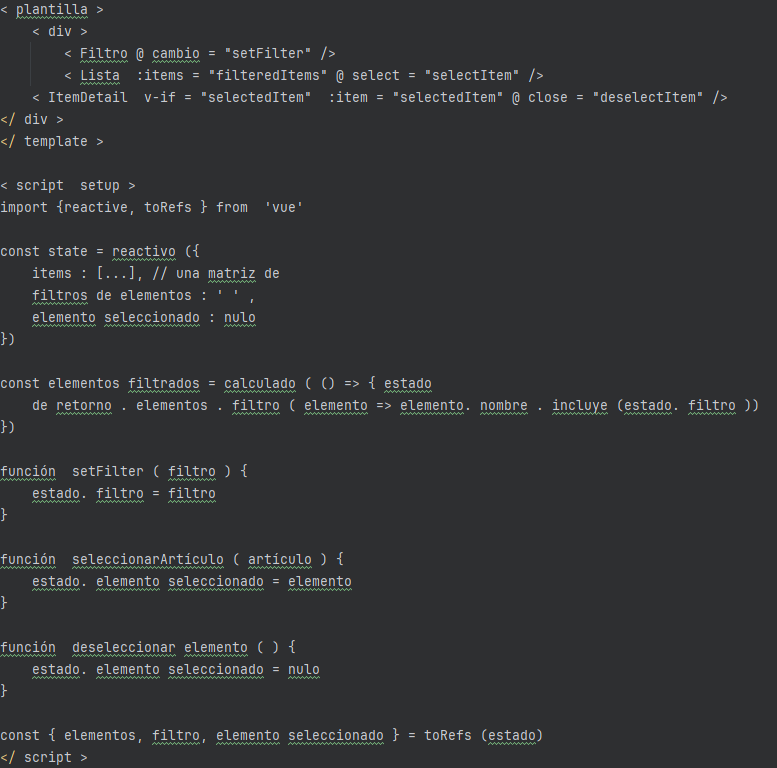 < plantilla >
    < div >
        < Filtro @ cambio = "setFilter" />
        < Lista  :items = "filteredItems" @ select = "selectItem" />
    < ItemDetail  v-if = "selectedItem"  :item = "selectedItem" @ close = "deselectItem" />
</ div >
</ template >

< script  setup >
import {reactive, toRefs } from  'vue'

const state = reactivo ({
    items : [...], // una matriz de
    filtros de elementos : ' ' ,
    elemento seleccionado : nulo
})

const elementos filtrados = calculado ( () => { estado
    de retorno . elementos . filtro ( elemento => elemento. nombre . incluye (estado. filtro ))
})

función  setFilter ( filtro ) {
    estado. filtro = filtro
}

función  seleccionarArtículo ( artículo ) {
    estado. elemento seleccionado = elemento
}

función  deseleccionar elemento ( ) {
    estado. elemento seleccionado = nulo
}

const { elementos, filtro, elemento seleccionado } = toRefs (estado)
</ script >